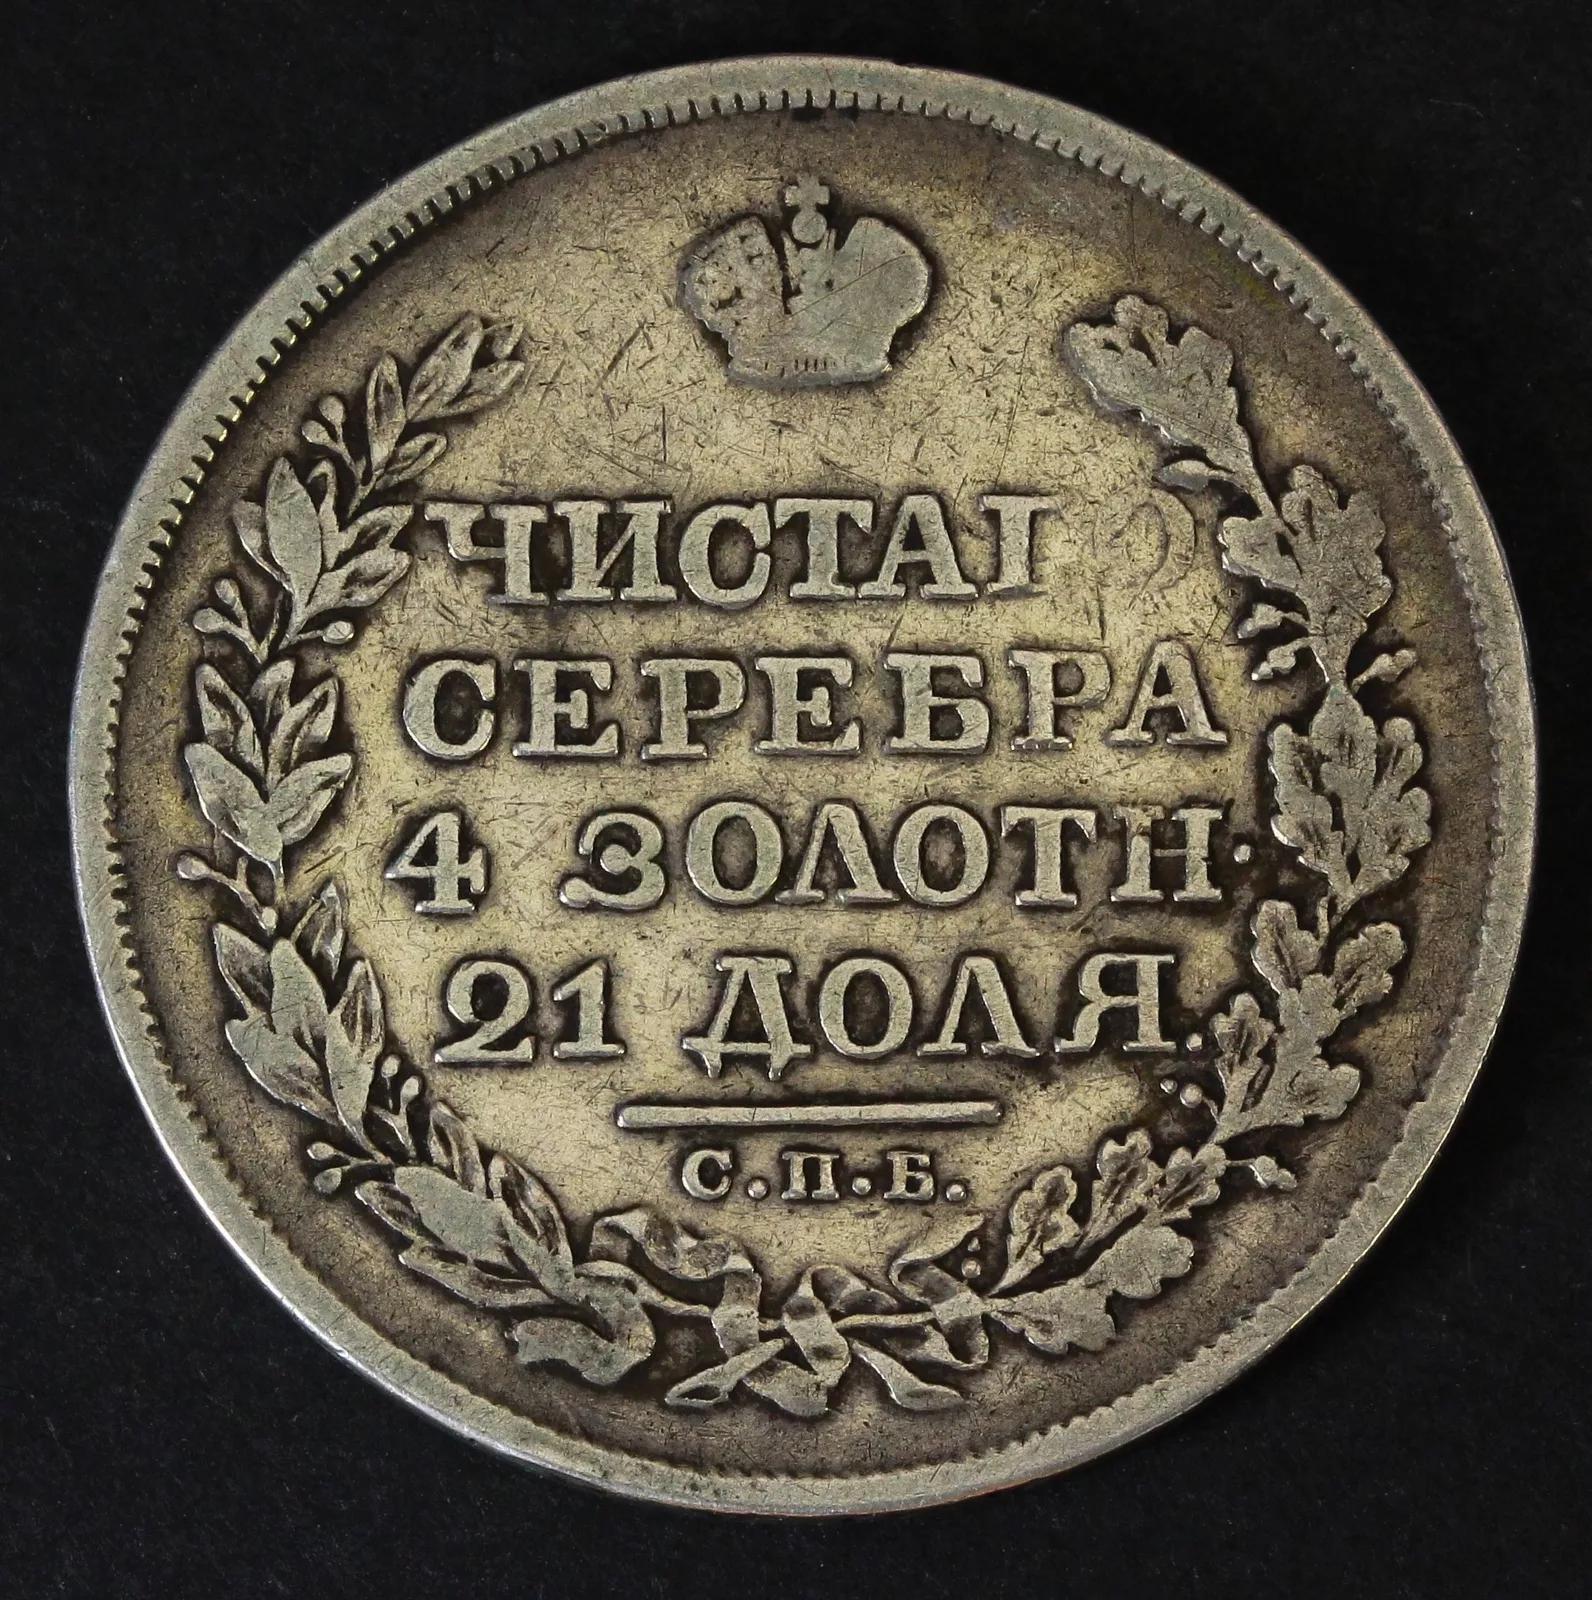 ЧИСТАГО
СЕРЕБРА
4 ЗОЛОТН.
21 ДОЛЯ.
С.П.Б.